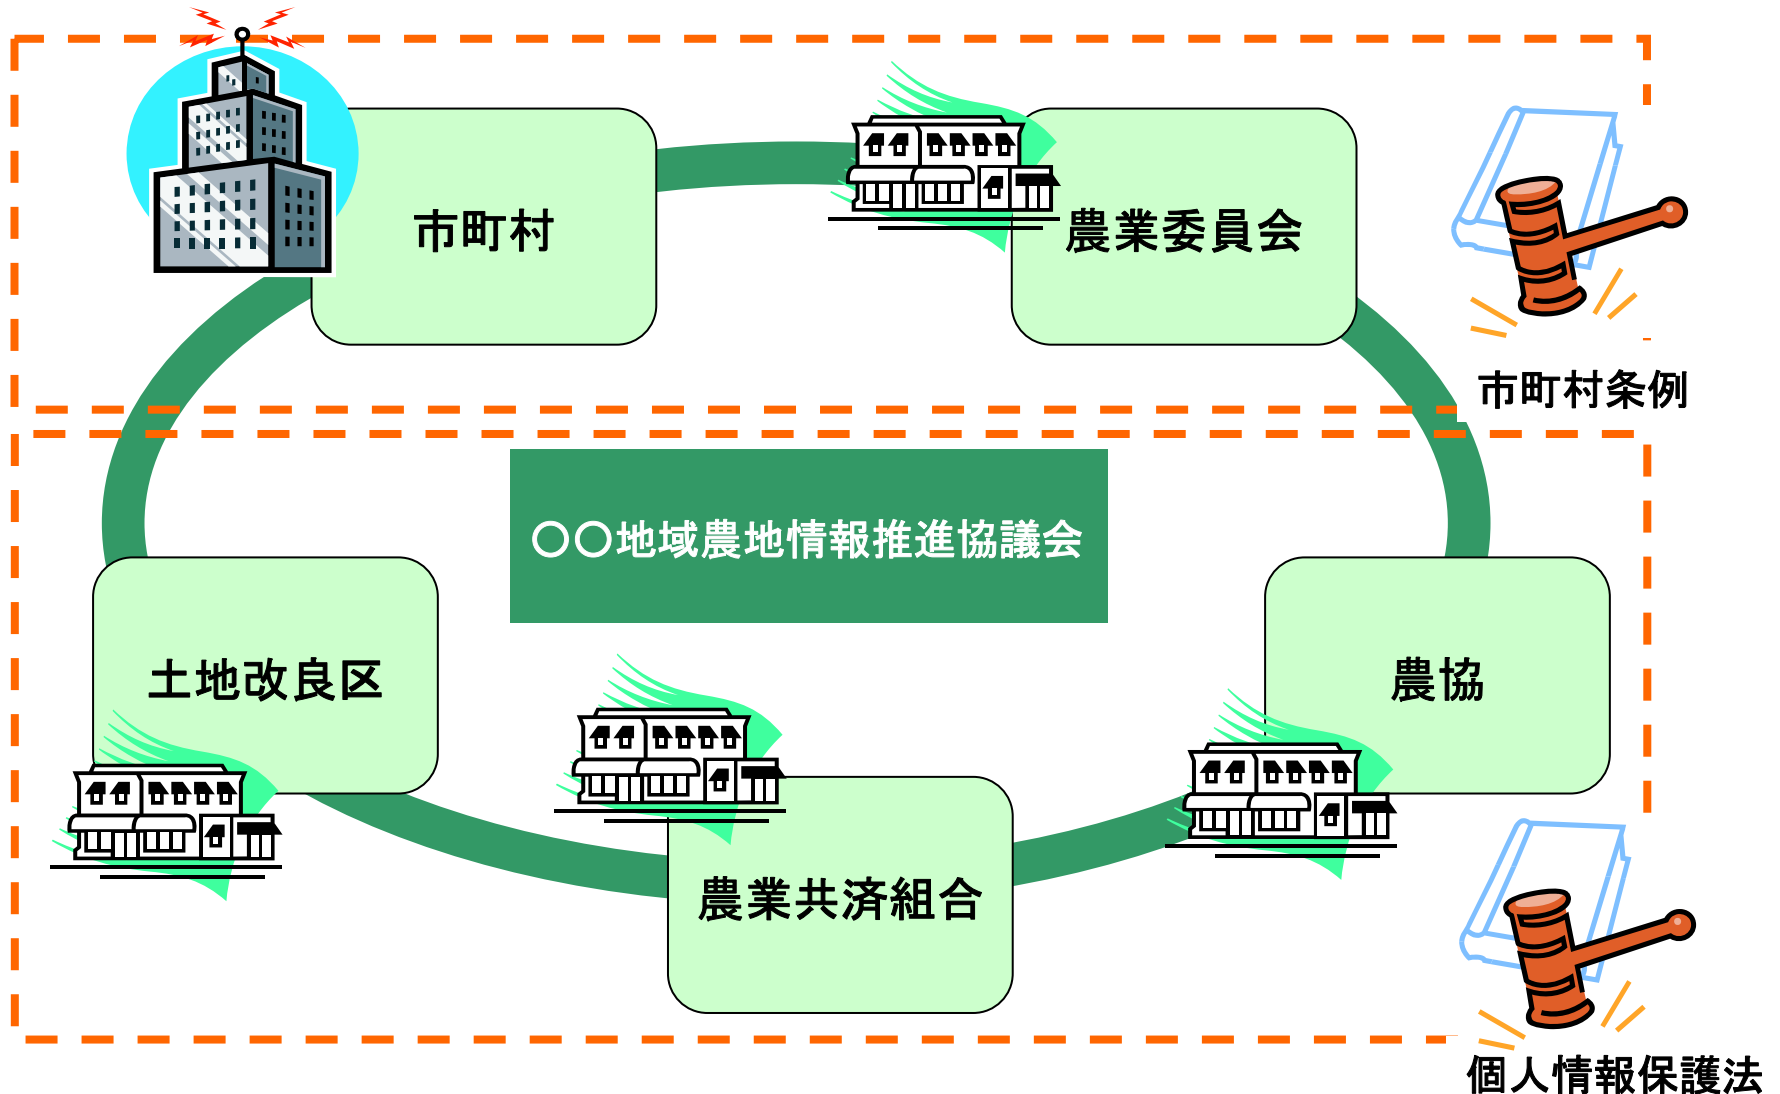 市町村
農業委員会
市町村条例
〇〇地域農地情報推進協議会
土地改良区
農協
農業共済組合
個人情報保護法